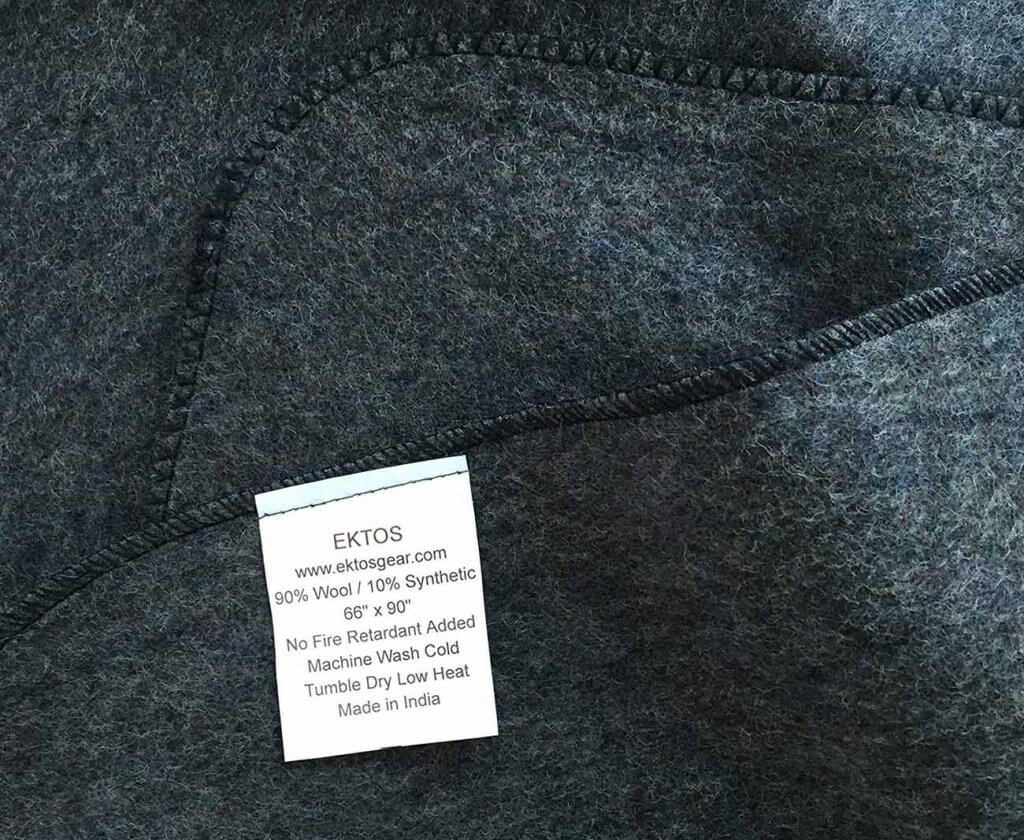 EKTOS
www.ektosgear.com
90% Wool / 10% Synthetic
66" x 90"
No Fire Retardant Added
Machine Wash Cold
Tumble Dry Low Heat
Made in India